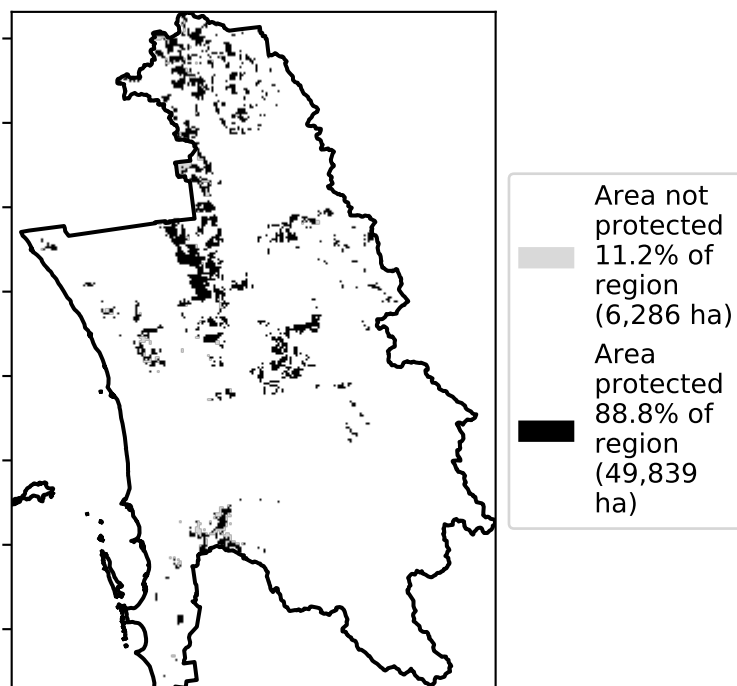 Area not
protected
11.2% of
region
(6,286 ha)
Area
protected
88.8% of
region
(49,839
ha)